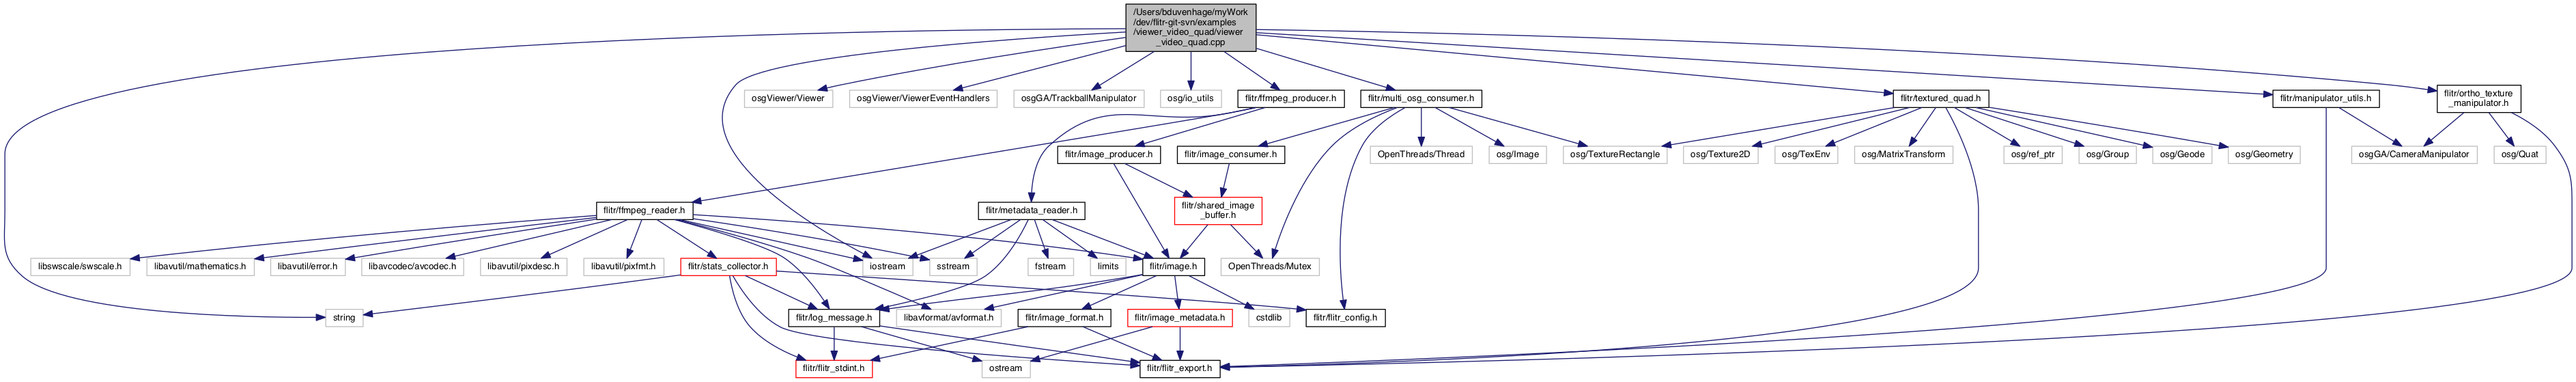 /Users/bduvenhage/myWork
/dev/flitr-git-svn/examples
/viewer_video_quad/viewer
_video_quad.cpp
osgViewer/Viewer
osgViewer/ViewerEventHandlers
osgGA/TrackballManipulator
osg/io_utils
flitr/ffmpeg_producer.h
flitr/multi_osg_consumer.h
flitr/textured_quad.h
flitr/manipulator_utils.h
flitr/ortho_texture
_manipulator.h
flitr/image_producer.h
flitr/image_consumer.h
OpenThreads/Thread
osg/Image
osg/TextureRectangle
osg/Texture2D
osg/TexEnv
osg/MatrixTransform
osg/ref_ptr
osg/Group
osg/Geode
osg/Geometry
osgGA/CameraManipulator
osg/Quat
flitr/ffmpeg_reader.h
flitr/metadata_reader.h
flitr/shared_image
_buffer.h
libswscale/swscale.h
libavutil/mathematics.h
libavutil/error.h
libavcodec/avcodec.h
libavutil/pixdesc.h
libavutil/pixfmt.h
flitr/stats_collector.h
iostream
sstream
fstream
limits
flitr/image.h
OpenThreads/Mutex
string
flitr/log_message.h
libavformat/avformat.h
flitr/image_format.h
flitr/image_metadata.h
cstdlib
flitr/flitr_config.h
flitr/flitr_stdint.h
ostream
flitr/flitr_export.h